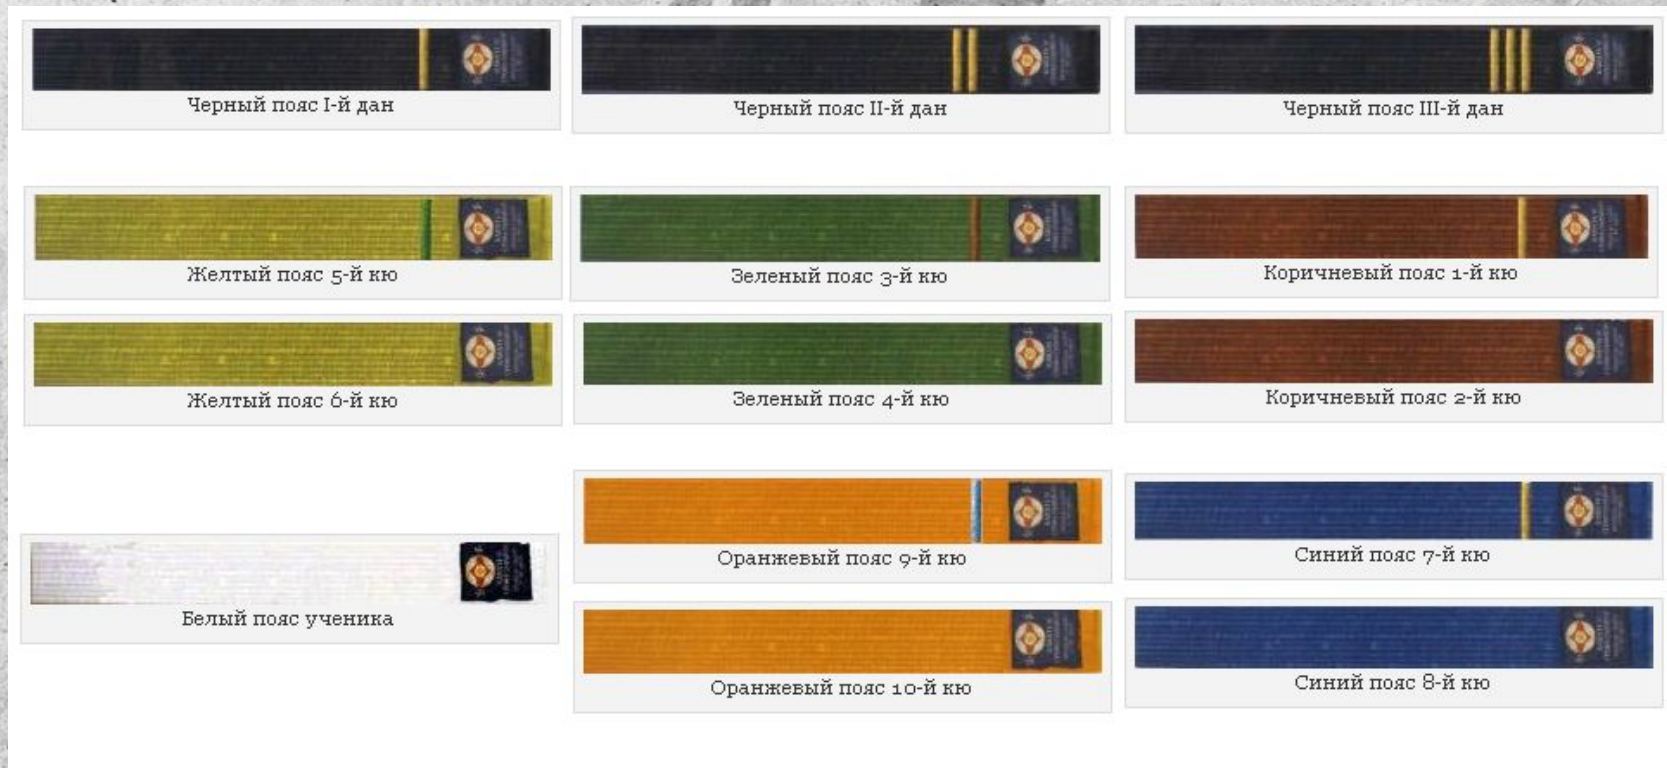 Черный пояс I-й дан
Черный пояс II-й дан
Черный пояс III-й дан
Желтый пояс 5-й кю
Зеленый пояс 3-й кю
Коричневый пояс 1-й кю
Желтый пояс 6-й кю
Зеленый пояс 4-й кю
Коричневый пояс 2-й кю
Оранжевый пояс 9-й кю
Синий пояс 7-й кю
Белый пояс ученика
Оранжевый пояс 10-й кю
Синий пояс 8-й кю